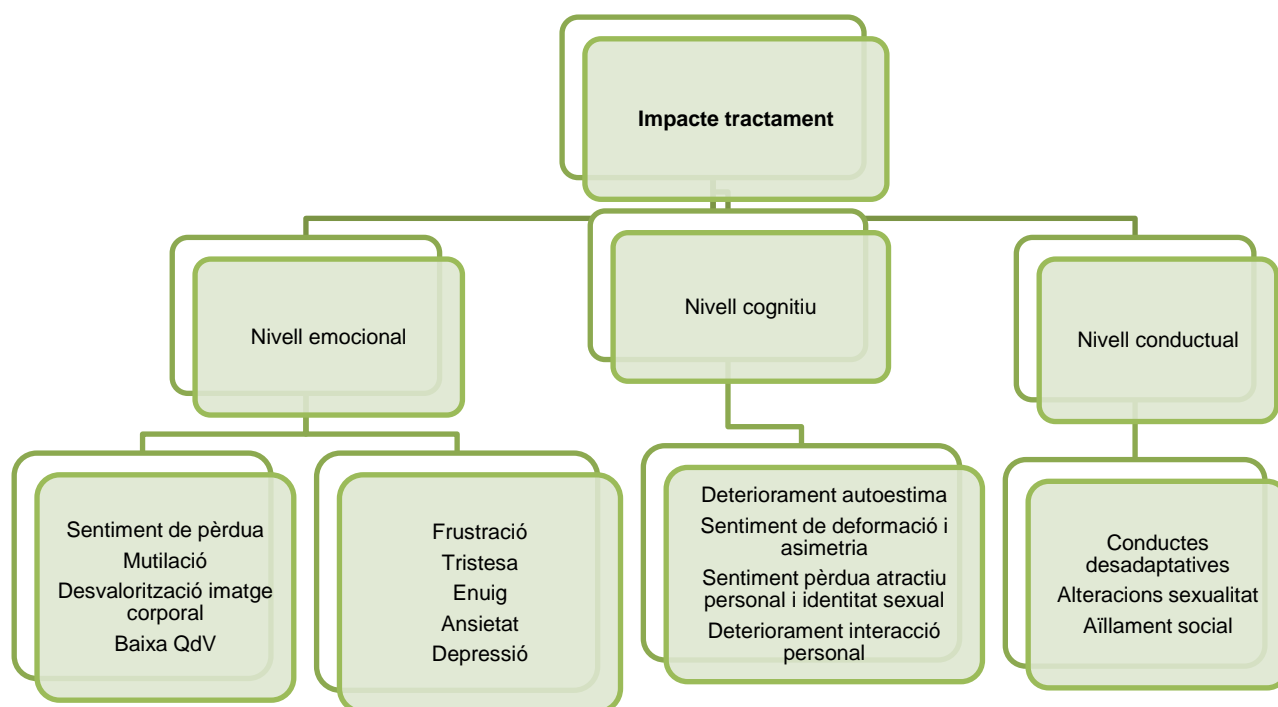 Impacte tractament
Nivell emocional
Nivell cognitiu
Nivell conductual
Sentiment de pèrdua
Mutilació
Desvalorització imatge
corporal
Baixa QdV
Frustració
Tristesa
Enuig
Ansietat
Depressió
Deteriorament autoestima
Sentiment de deformació i
asimetria
Sentiment pèrdua atractiu
personal i identitat sexual
Deteriorament interacció
personal
Conductes
desadaptatives
Alteracions sexualitat
Aïllament social